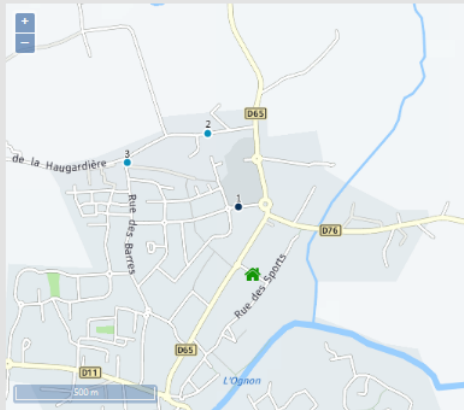 +
−
D65
2
3
de la Haugardière
1
Rue des Barres
D76
Rue des Sports
D65
D11
L'Ognon
500 m